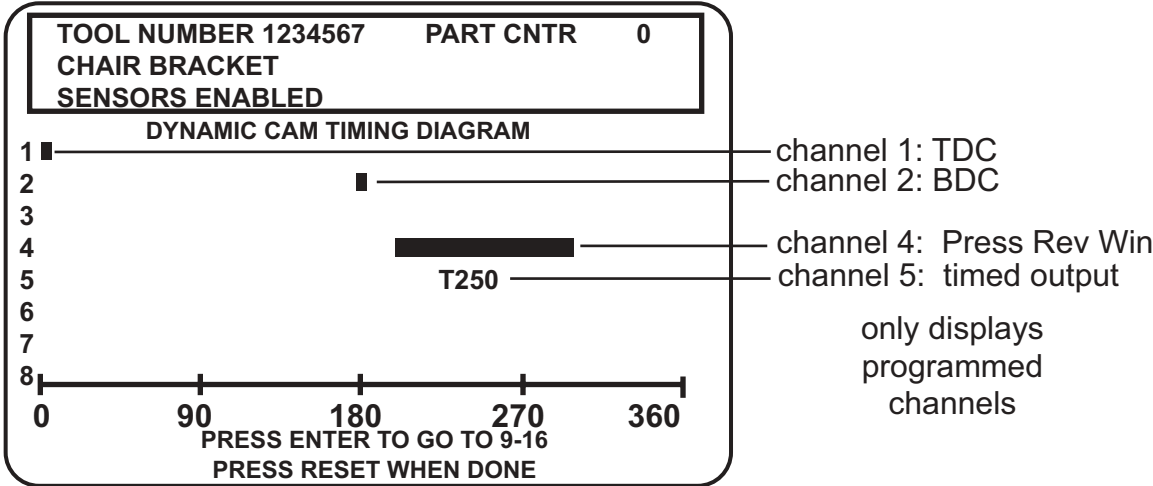 TOOL NUMBER 1234567 PART CNTR 0
CHAIR BRACKET
SENSORS ENABLED
DYNAMIC CAM TIMING DIAGRAM
1
channel 1: TDC
2
channel 2: BDC
3
4
channel 4: Press Rev Win
5
T250
channel 5: timed output
6
7
8
only displays
programmed
channels
0 90 180 270 360
PRESS ENTER TO GO TO 9-16
PRESS RESET WHEN DONE